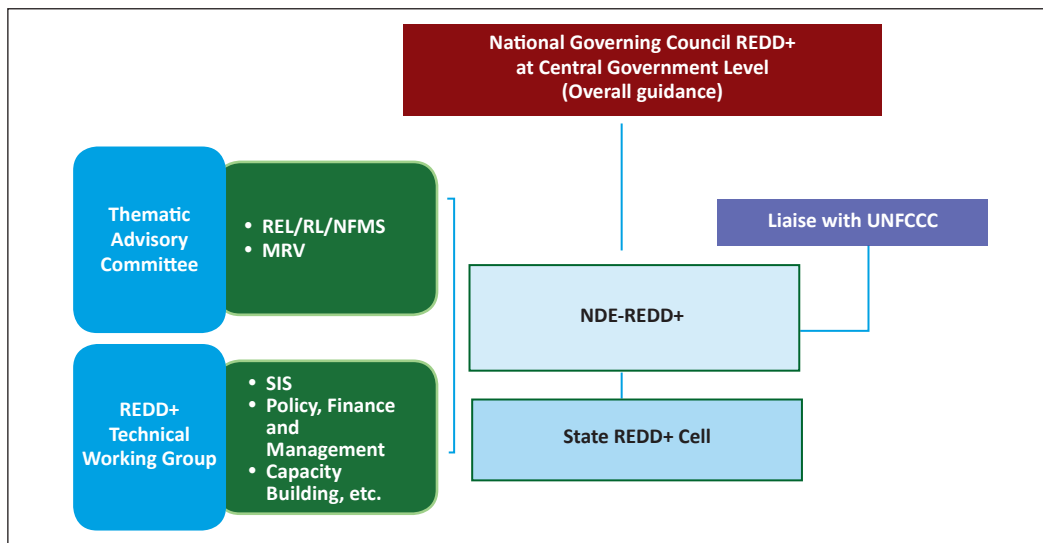 National Governing Council REDD+
at Central Government Level
(Overall guidance)
Thematic
Advisory
Committee
• REL/RL/NFMS
• MRV
Liaise with UNFCCC
NDE-REDD+
REDD+
Technical
Working Group
• SIS
• Policy, Finance
and
Management
• Capacity
Building, etc.
State REDD+ Cell